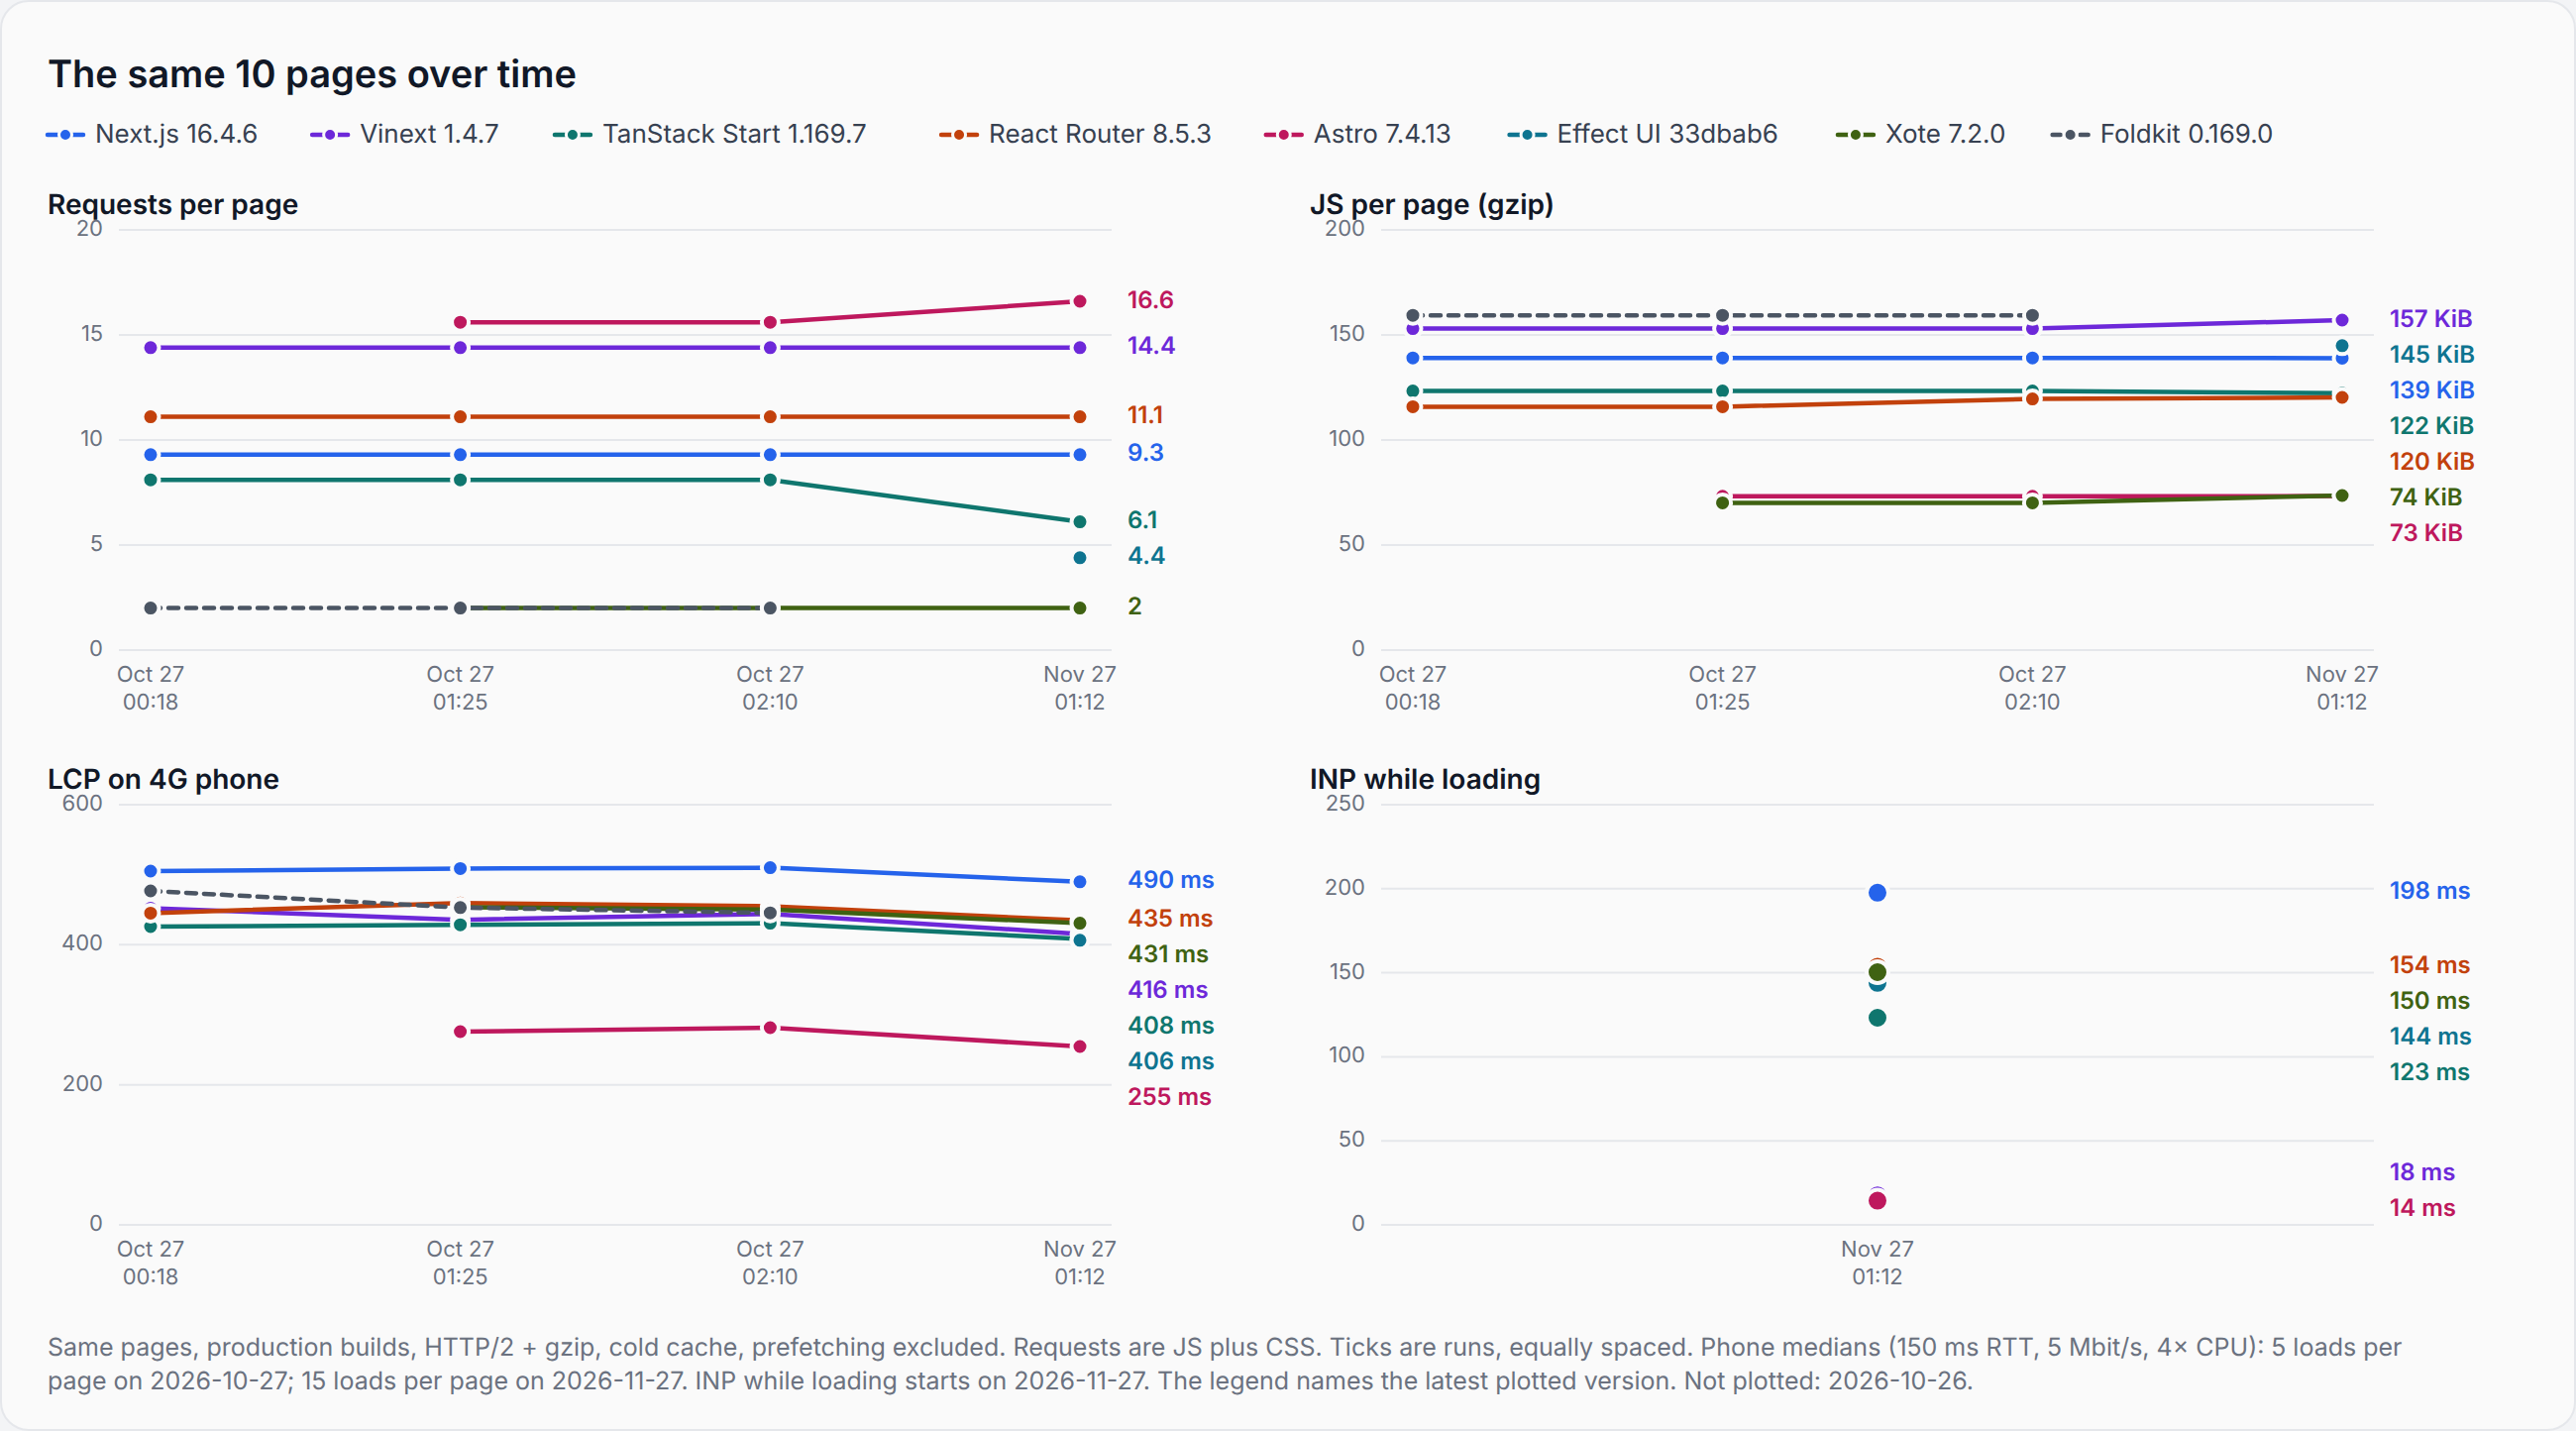 The same 10 pages over time
Next.js 16.4.6 Vinext 1.4.7 TanStack Start 1.169.7 React Router 8.5.3 Astro 7.4.13 Effect UI 33dbab6 Xote 7.2.0 Foldkit 0.169.0
Requests per page
20
15
10
5
0
16.6
14.4
11.1
9.3
6.1
4.4
2
Oct 27 Oct 27 Oct 27 Nov 27
00:18 01:25 02:10 01:12
JS per page (gzip)
200
150
100
50
0
157 KiB
145 KiB
139 KiB
122 KiB
120 KiB
74 KiB
73 KiB
Oct 27 Oct 27 Oct 27 Nov 27
00:18 01:25 02:10 01:12
LCP on 4G phone
600
400
200
0
490 ms
435 ms
431 ms
416 ms
408 ms
406 ms
255 ms
Oct 27 Oct 27 Oct 27 Nov 27
00:18 01:25 02:10 01:12
INP while loading
250
200
150
100
50
0
198 ms
154 ms
150 ms
144 ms
123 ms
18 ms
14 ms
Nov 27
01:12
Same pages, production builds, HTTP/2 + gzip, cold cache, prefetching excluded. Requests are JS plus CSS. Ticks are runs, equally spaced. Phone medians (150 ms RTT, 5 Mbit/s, 4× CPU): 5 loads per
page on 2026-10-27; 15 loads per page on 2026-11-27. INP while loading starts on 2026-11-27. The legend names the latest plotted version. Not plotted: 2026-10-26.